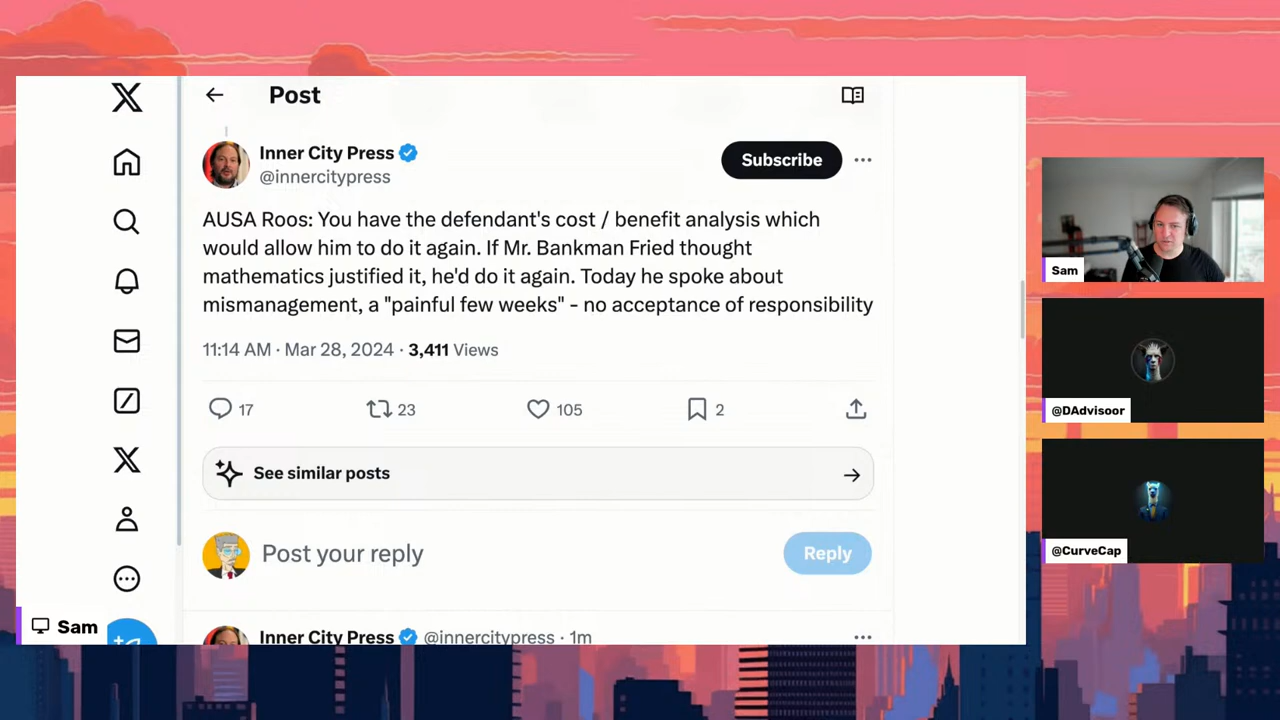 Post
Inner City Press
@innercitypress
Subscribe
AUSA Roos: You have the defendant's cost / benefit analysis which
would allow him to do it again. If Mr. Bankman Fried thought
mathematics justified it, he'd do it again. Today he spoke about
mismanagement, a "painful few weeks" - no acceptance of responsibility
11:14 AM · Mar 28, 2024 · 3,411 Views
17
23
105
2
See similar posts
Post your reply
Reply
Inner City Press @innercitypress · 1m
Sam
Sam
@DAdvisoor
@CurveCap